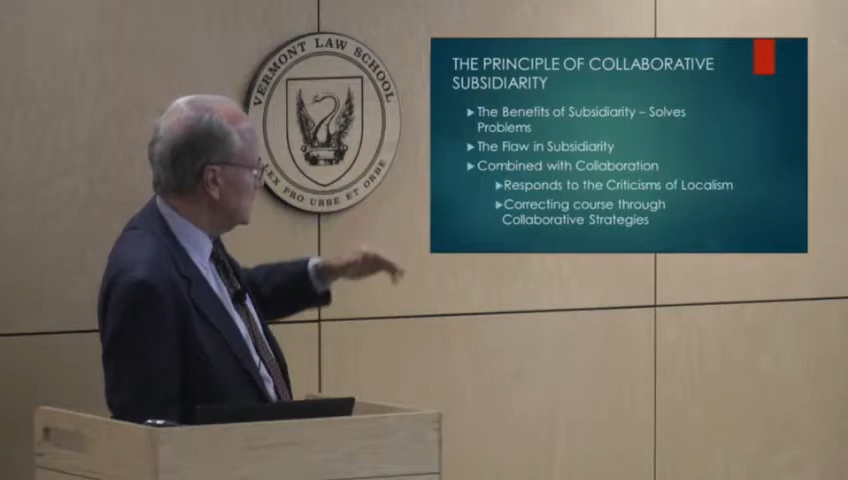 VERMONT LAW SCHOOL
LEX PRO URBE ET ORBE
THE PRINCIPLE OF COLLABORATIVE
SUBSIDIARITY
The Benefits of Subsidiarity – Solves
Problems
The Flaw in Subsidiarity
Combined with Collaboration
Responds to the Criticisms of Localism
Correcting course through
Collaborative Strategies